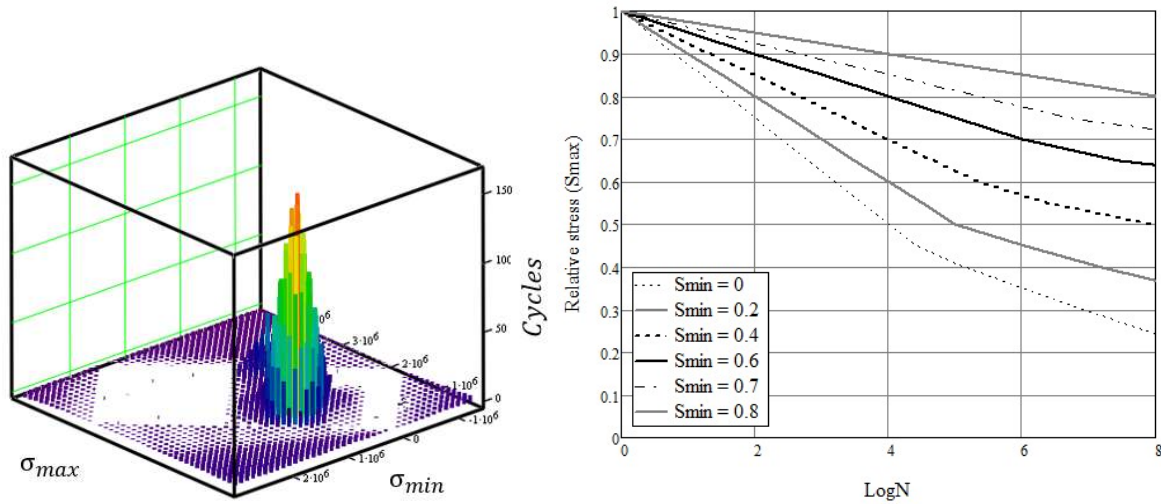 150
100
50
0
Cycles
3·10⁶
2·10⁶
1·10⁶
0
-1·10⁶
1·10⁶
2·10⁶
σmax
σmin
1
0.9
0.8
0.7
0.6
0.5
0.4
0.3
0.2
0.1
0
Relative stress (Smax)
Smin = 0
Smin = 0.2
Smin = 0.4
Smin = 0.6
Smin = 0.7
Smin = 0.8
0 2 4 6 8
LogN